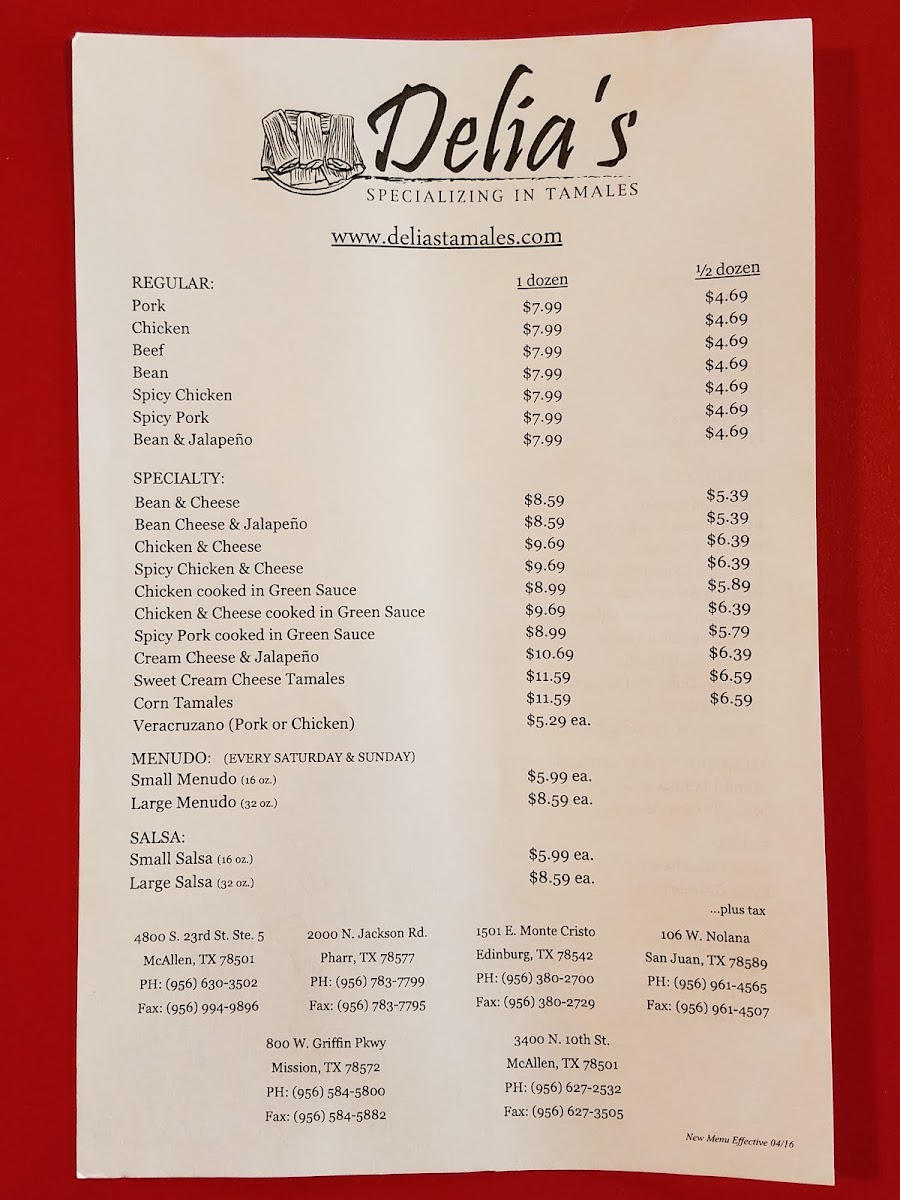 Delia's
SPECIALIZING IN TAMALES
www.deliastamales.com
REGULAR: 1 dozen ½ dozen
Pork $7.99 $4.69
Chicken $7.99 $4.69
Beef $7.99 $4.69
Bean $7.99 $4.69
Spicy Chicken $7.99 $4.69
Spicy Pork $7.99 $4.69
Bean & Jalapeño $7.99 $4.69
SPECIALTY:
Bean & Cheese $8.59 $5.39
Bean Cheese & Jalapeño $8.59 $5.39
Chicken & Cheese $9.69 $6.39
Spicy Chicken & Cheese $9.69 $6.39
Chicken cooked in Green Sauce $8.99 $5.89
Chicken & Cheese cooked in Green Sauce $9.69 $6.39
Spicy Pork cooked in Green Sauce $8.99 $5.79
Cream Cheese & Jalapeño $10.69 $6.39
Sweet Cream Cheese Tamales $11.59 $6.59
Corn Tamales $11.59 $6.59
Veracruzano (Pork or Chicken) $5.29 ea.
MENUDO: (EVERY SATURDAY & SUNDAY)
Small Menudo (16 oz.) $5.99 ea.
Large Menudo (32 oz.) $8.59 ea.
SALSA:
Small Salsa (16 oz.) $5.99 ea.
Large Salsa (32 oz.) $8.59 ea.
...plus tax
4800 S. 23rd St. Ste. 5
McAllen, TX 78501
PH: (956) 630-3502
Fax: (956) 994-9896
2000 N. Jackson Rd.
Pharr, TX 78577
PH: (956) 783-7799
Fax: (956) 783-7795
1501 E. Monte Cristo
Edinburg, TX 78542
PH: (956) 380-2700
Fax: (956) 380-2729
106 W. Nolana
San Juan, TX 78589
PH: (956) 961-4565
Fax: (956) 961-4507
800 W. Griffin Pkwy
Mission, TX 78572
PH: (956) 584-5800
Fax: (956) 584-5882
3400 N. 10th St.
McAllen, TX 78501
PH: (956) 627-2532
Fax: (956) 627-3505
New Menu Effective 04/16